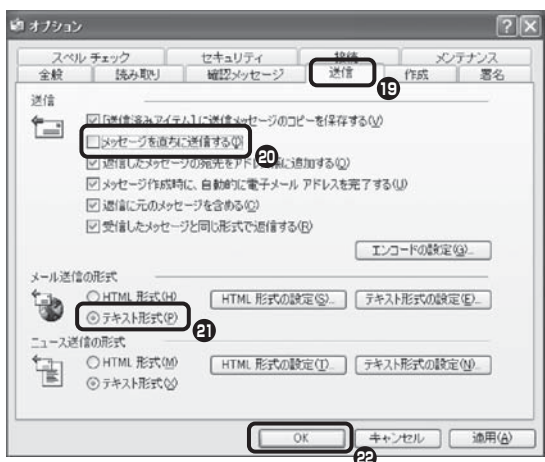 オプション
スペル チェック セキュリティ 接続 メンテナンス
全般 読み取り 確認メッセージ 送信 作成 署名
⑲
送信
[送信済みアイテム]に送信メッセージのコピーを保存する(V)
メッセージを直ちに送信する(I)
⑳
返信したメッセージの宛先をアドレス帳に追加する(O)
メッセージ作成時に、自動的に電子メール アドレスを完了する(U)
返信に元のメッセージを含める(C)
受信したメッセージと同じ形式で返信する(R)
エンコードの設定(G)...
メール送信の形式
HTML 形式(H) HTML 形式の設定(S)... テキスト形式の設定(E)...
テキスト形式(P)
㉑
ニュース送信の形式
HTML 形式(M) HTML 形式の設定(T)... テキスト形式の設定(N)...
テキスト形式(X)
OK キャンセル 適用(A)
㉒